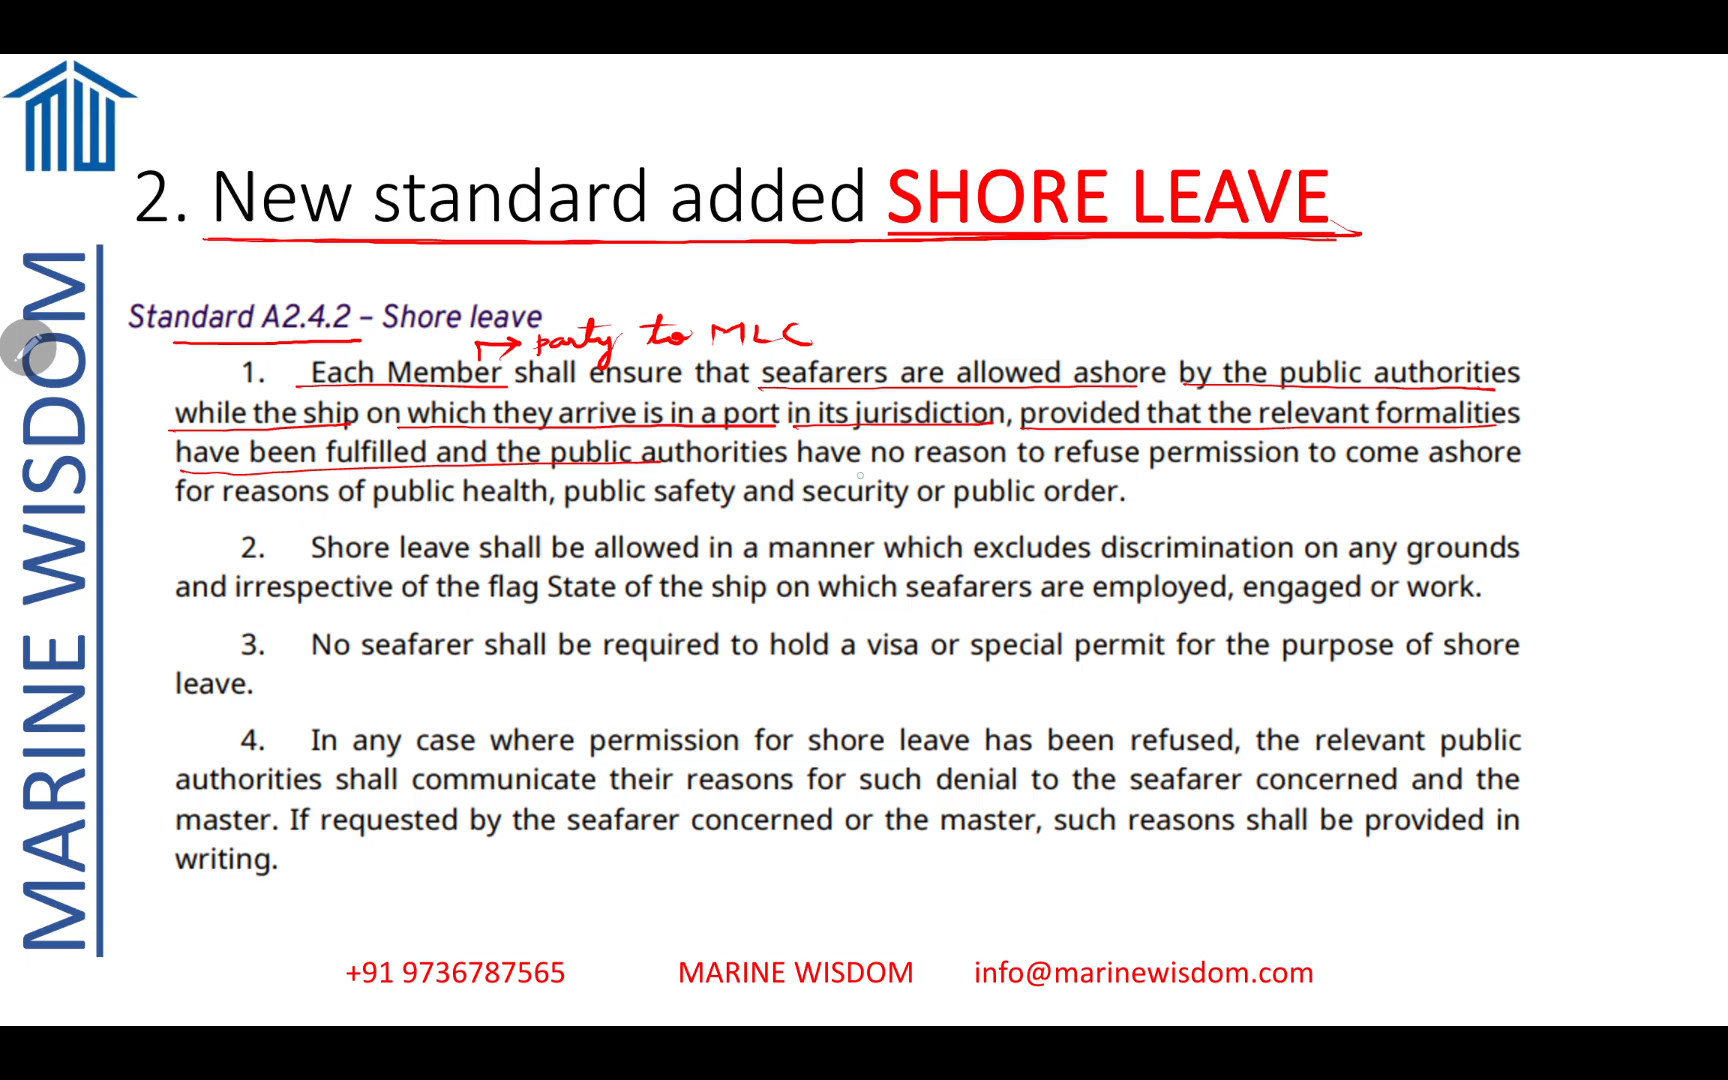 MARINE WISDOM
2. New standard added SHORE LEAVE
Standard A2.4.2 – Shore leave
party to MLC
1. Each Member shall ensure that seafarers are allowed ashore by the public authorities
while the ship on which they arrive is in a port in its jurisdiction, provided that the relevant formalities
have been fulfilled and the public authorities have no reason to refuse permission to come ashore
for reasons of public health, public safety and security or public order.
2. Shore leave shall be allowed in a manner which excludes discrimination on any grounds
and irrespective of the flag State of the ship on which seafarers are employed, engaged or work.
3. No seafarer shall be required to hold a visa or special permit for the purpose of shore
leave.
4. In any case where permission for shore leave has been refused, the relevant public
authorities shall communicate their reasons for such denial to the seafarer concerned and the
master. If requested by the seafarer concerned or the master, such reasons shall be provided in
writing.
+91 9736787565 MARINE WISDOM info@marinewisdom.com